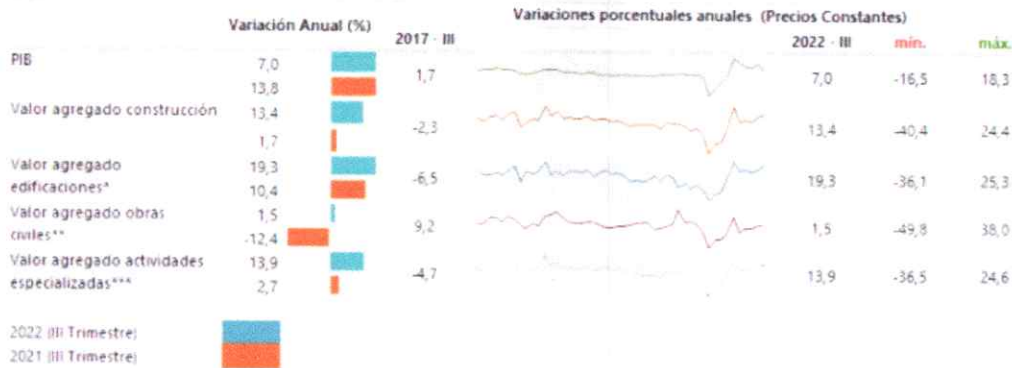 Variación Anual (%)
Variaciones porcentuales anuales (Precios Constantes)
2017 - III
2022 - III
mín.
máx.
PIB
7,0
13,8
1,7
7,0
-16,5
18,3
Valor agregado construcción
13,4
1,7
-2,3
13,4
-40,4
24,4
Valor agregado
edificaciones*
19,3
10,4
-6,5
19,3
-36,1
25,3
Valor agregado obras
civiles**
1,5
-12,4
9,2
1,5
-49,8
38,0
Valor agregado actividades
especializadas***
13,9
2,7
-4,7
13,9
-36,5
24,6
2022 (III Trimestre)
2021 (III Trimestre)